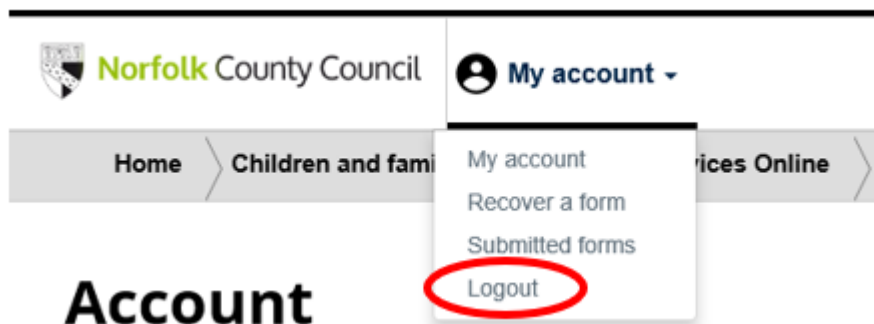 Norfolk County Council
My account
Home Children and fami vices Online
My account
Recover a form
Submitted forms
Logout
Account